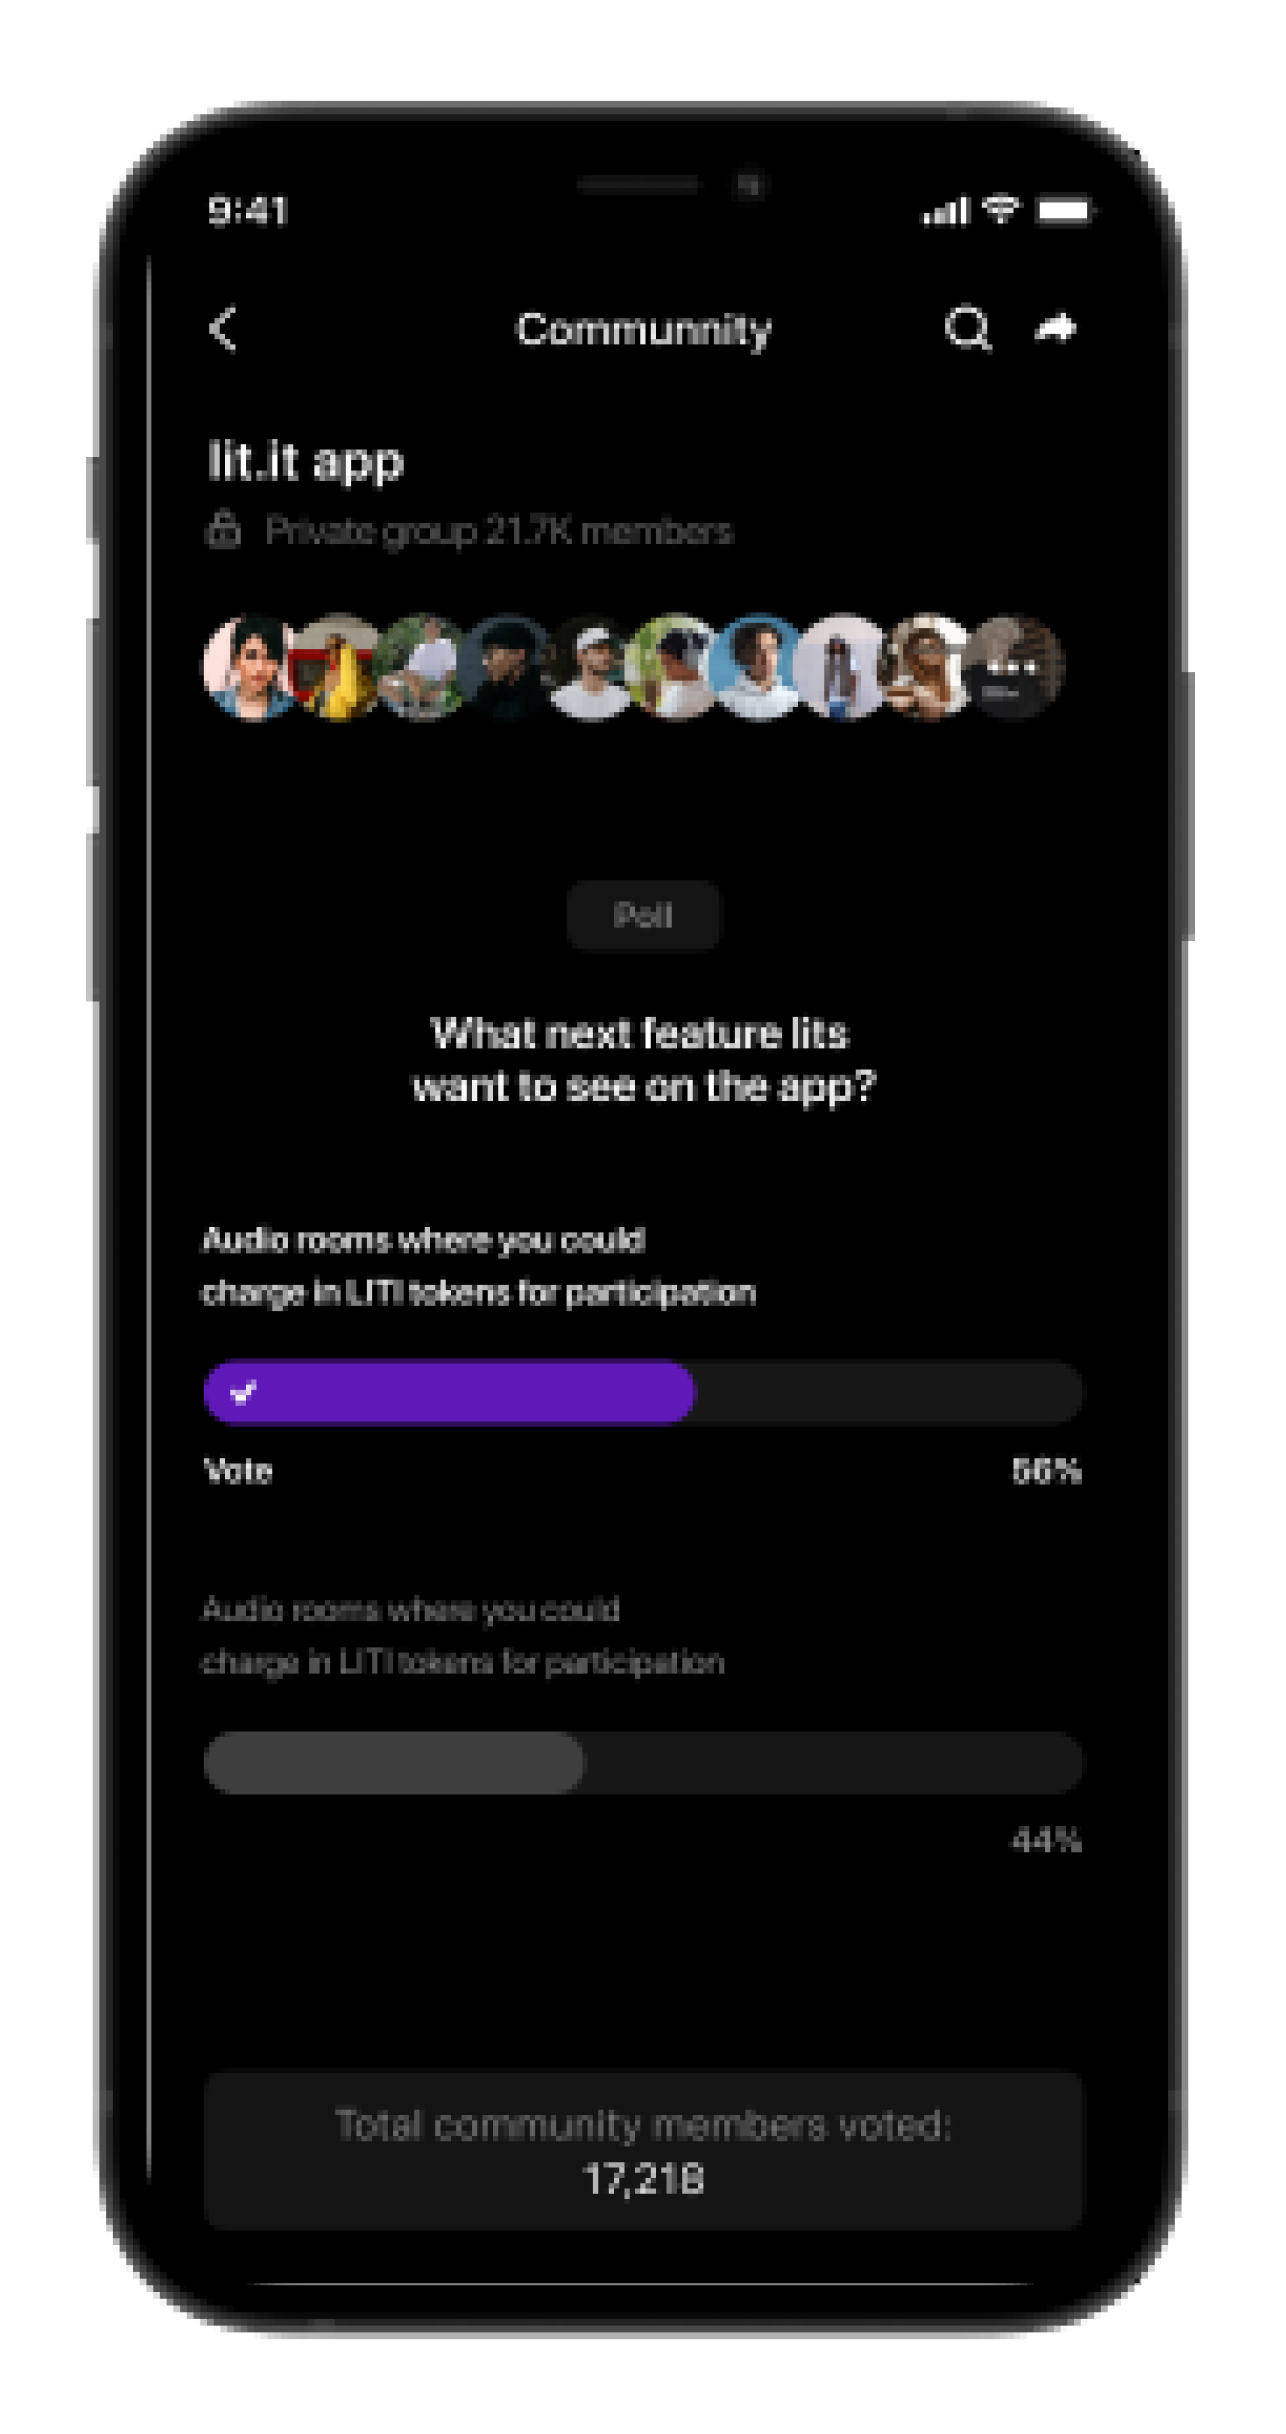 9:41
Communnity
lit.it app
Private group 21.7K members
Poll
What next feature lits
want to see on the app?
Audio rooms where you could
charge in LITI tokens for participation
Vote
56%
Audio rooms where you could
charge in LITI tokens for participation
44%
Total community members voted:
17,218